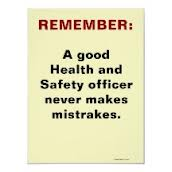 REMEMBER:
A good
Health and
Safety officer
never makes
mistrakes.